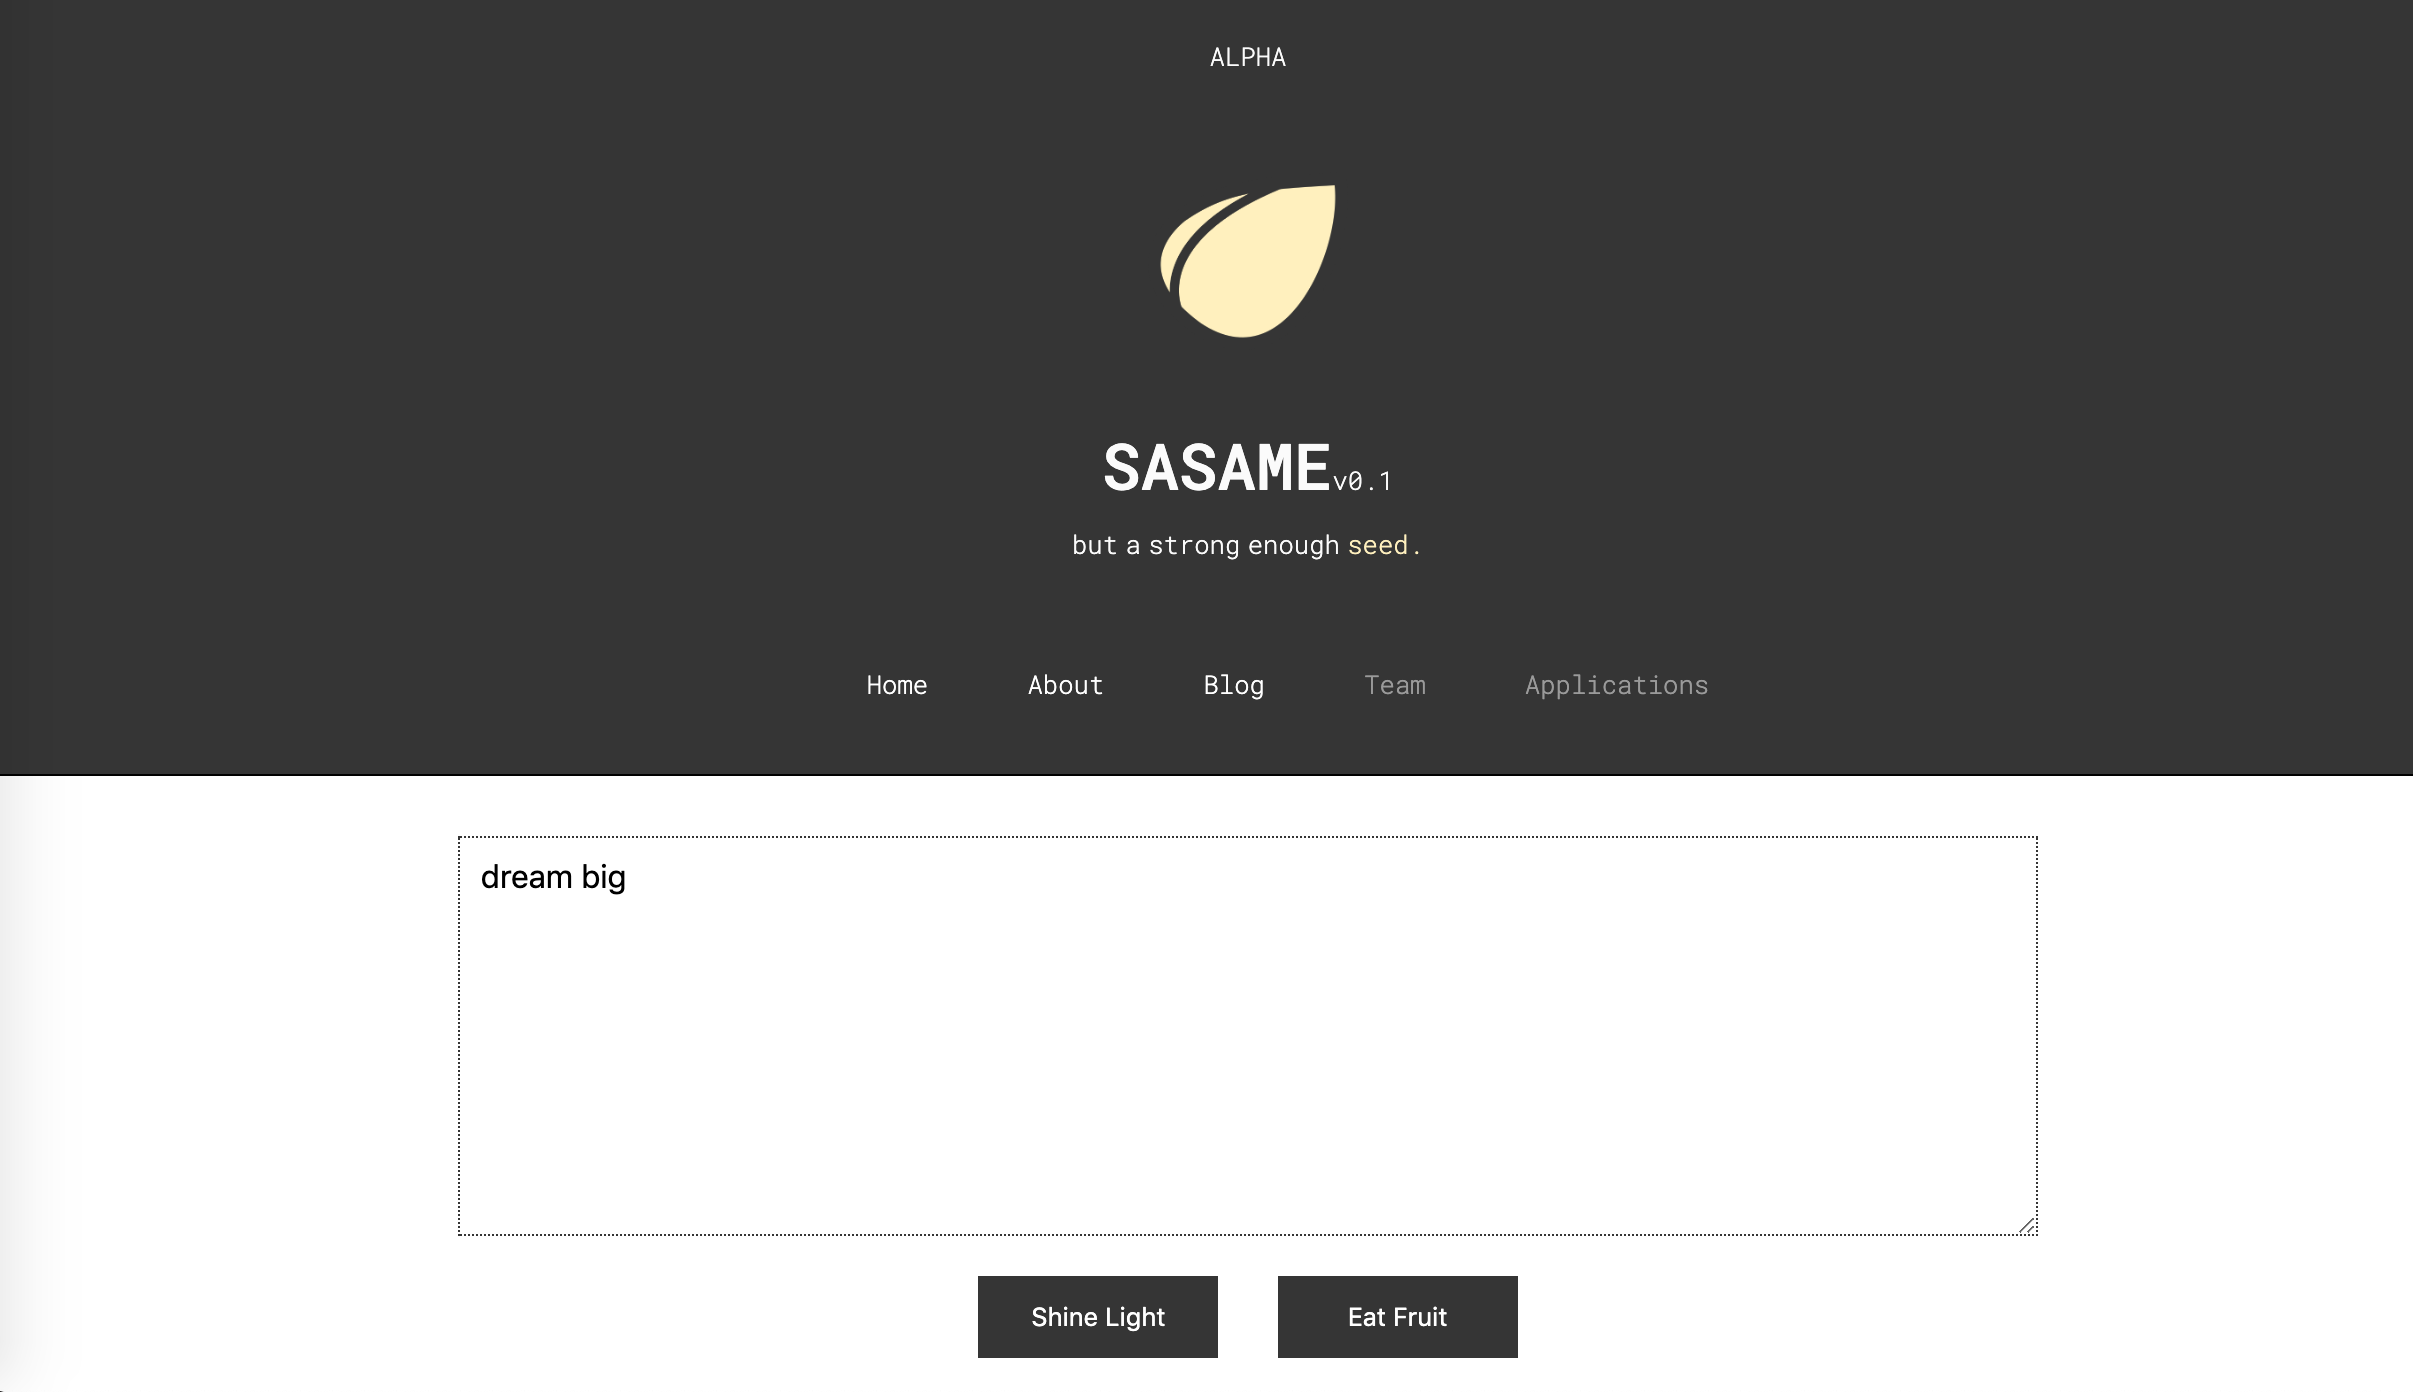 ALPHA
SASAMEv0.1
but a strong enough seed.
Home About Blog Team Applications
dream big
Shine Light Eat Fruit